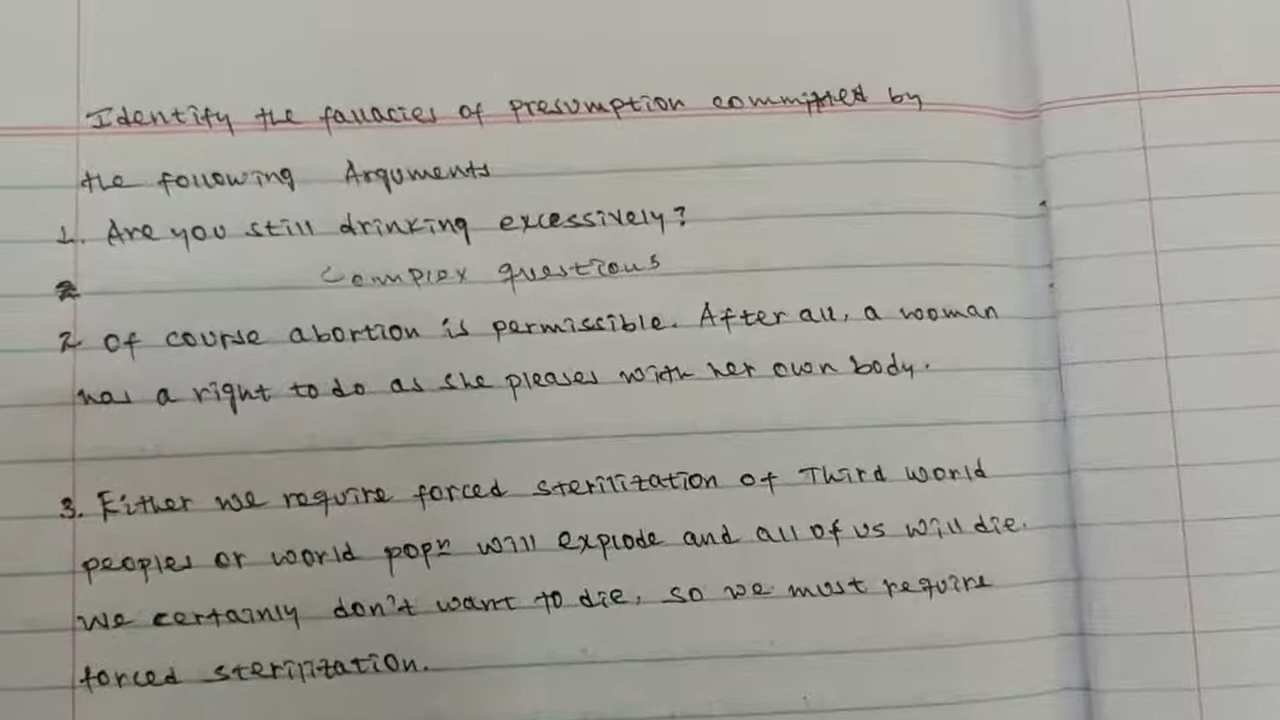 Identify the fallacies of presumption committed by
the following Arguments
1. Are you still drinking excessively?
Complex questions
2 Of course abortion is permissible. After all, a woman
has a right to do as she pleases with her own body.
3. Either we require forced sterilization of Third world
peoples or world popn will explode and all of us will die.
We certainly don't want to die, so we must require
forced sterilization.